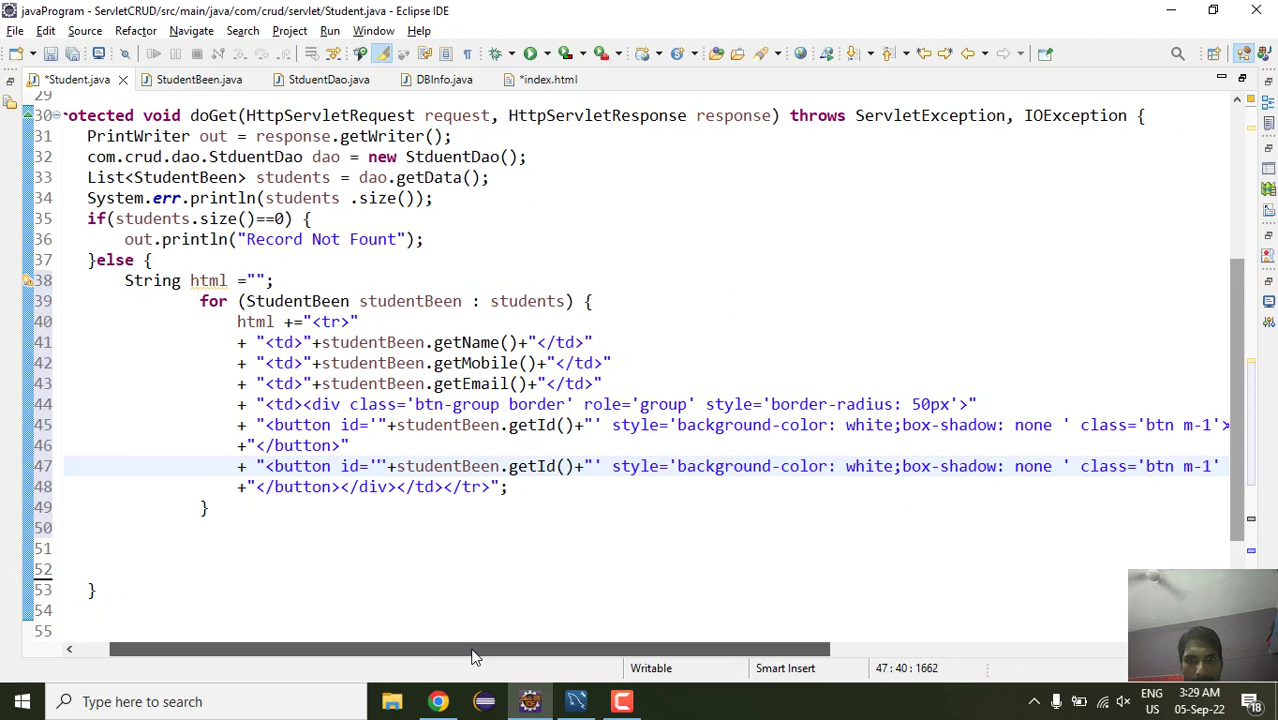 javaProgram - ServletCRUD/src/main/java/com/crud/servlet/Student.java - Eclipse IDE
File Edit Source Refactor Navigate Search Project Run Window Help
*Student.java StudentBeen.java StduentDao.java DBInfo.java *index.html
29
30 rotected void doGet(HttpServletRequest request, HttpServletResponse response) throws ServletException, IOException {
31 PrintWriter out = response.getWriter();
32 com.crud.dao.StduentDao dao = new StduentDao();
33 List<StudentBeen> students = dao.getData();
34 System.err.println(students .size());
35 if(students.size()==0) {
36 out.println("Record Not Fount");
37 }else {
38 String html ="";
39 for (StudentBeen studentBeen : students) {
40 html +="<tr>"
41 + "<td>"+studentBeen.getName()+"</td>"
42 + "<td>"+studentBeen.getMobile()+"</td>"
43 + "<td>"+studentBeen.getEmail()+"</td>"
44 + "<td><div class='btn-group border' role='group' style='border-radius: 50px'>"
45 + "<button id='"+studentBeen.getId()+"' style='background-color: white;box-shadow: none ' class='btn m-1'>
46 +"</button>"
47 + "<button id='"+studentBeen.getId()+"' style='background-color: white;box-shadow: none ' class='btn m-1'
48 +"</button></div></td></tr>";
49 }
50
51
52
53 }
54
55
Writable Smart Insert 47 : 40 : 1662
Type here to search
ENG
US
3:29 AM
05-Sep-22
18